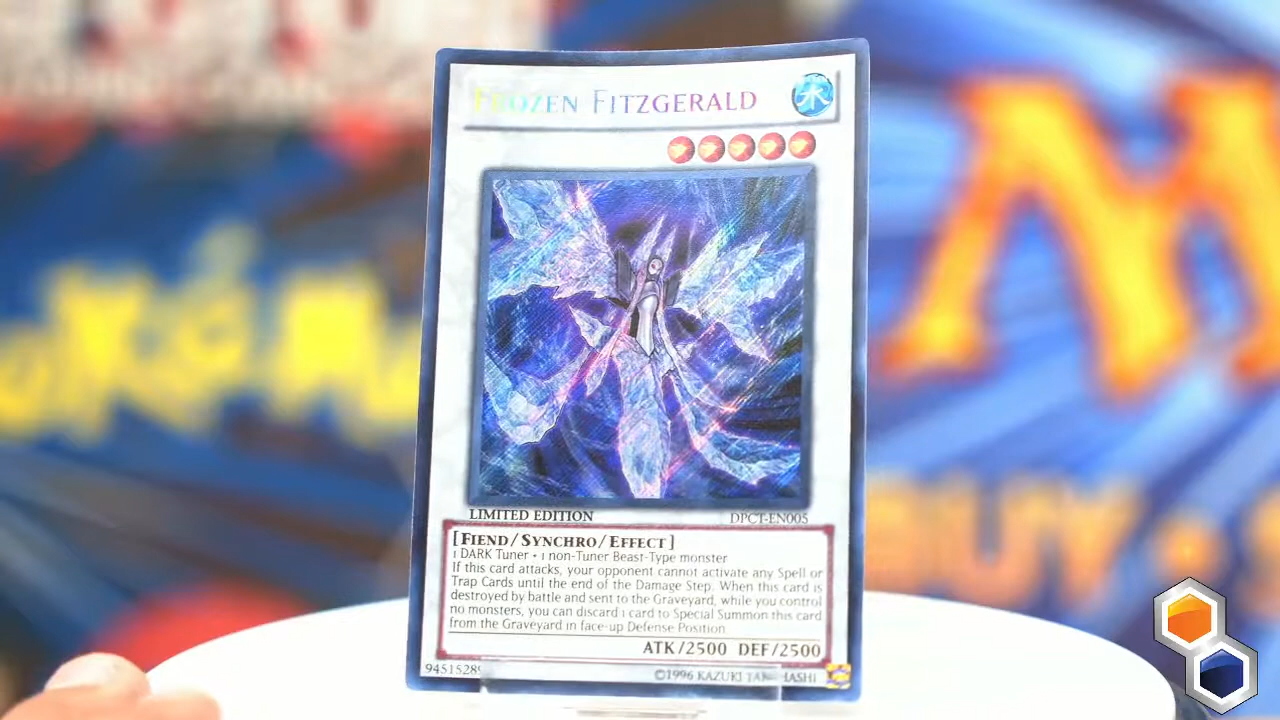 FROZEN FITZGERALD
水
LIMITED EDITION DPCT-EN005
[FIEND/SYNCHRO/EFFECT]
1 DARK Tuner + 1 non-Tuner Beast-Type monster
If this card attacks, your opponent cannot activate any Spell or
Trap Cards until the end of the Damage Step. When this card is
destroyed by battle and sent to the Graveyard, while you control
no monsters, you can discard 1 card to Special Summon this card
from the Graveyard in face-up Defense Position
ATK/2500 DEF/2500
9451528 ©1996 KAZUKI TAKAHASHI